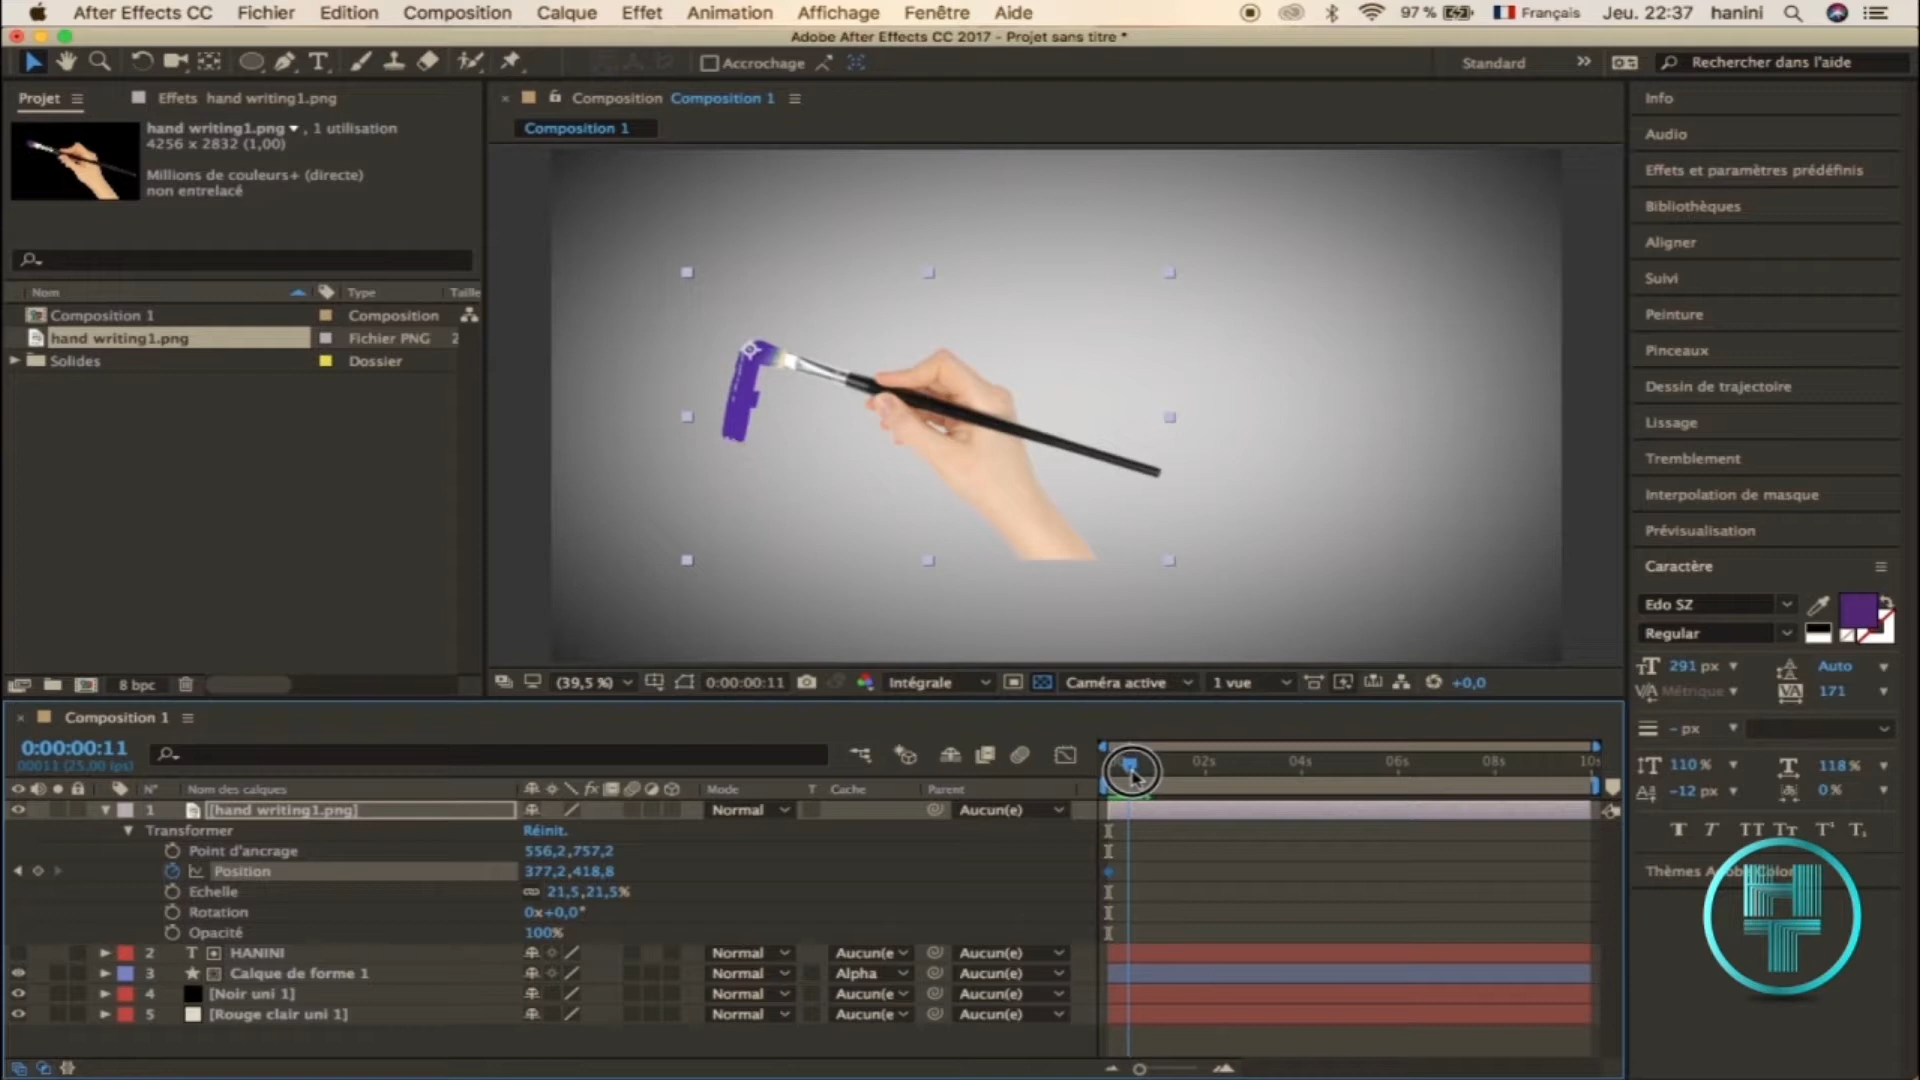 After Effects CC Fichier Edition Composition Calque Effet Animation Affichage Fenêtre Aide 97 % Français Jeu. 22:37 hanini
Adobe After Effects CC 2017 - Projet sans titre *
Accrochage Standard Rechercher dans l'aide
Projet Effets hand writing1.png
hand writing1.png , 1 utilisation
4256 x 2832 (1,00)
Millions de couleurs+ (directe)
non entrelacé
Nom Type Taille
Composition 1 Composition
hand writing1.png Fichier PNG 2
Solides Dossier
8 bpc
Composition Composition 1
Composition 1
(39,5 %) 0:00:00:11 Intégrale Caméra active 1 vue +0,0
Info
Audio
Effets et paramètres prédéfinis
Bibliothèques
Aligner
Suivi
Peinture
Pinceaux
Dessin de trajectoire
Lissage
Tremblement
Interpolation de masque
Prévisualisation
Caractère
Edo SZ
Regular
291 px Auto
Métrique 171
- px
110 % 118 %
-12 px 0 %
T T TT Tт T¹ T₁
Thèmes Adobe Color
Composition 1
0:00:00:11
00011 (25.00 ips)
02s 04s 06s 08s 10s
N° Nom des calques Mode T Cache Parent
1 [hand writing1.png] Normal Aucun(e)
Transformer Réinit.
Point d'ancrage 556,2,757,2
Position 377,2,418,8
Echelle 21,5,21,5%
Rotation 0x+0,0°
Opacité 100%
2 T HANINI Normal Aucun(e Aucun(e)
3 Calque de forme 1 Normal Alpha Aucun(e)
4 [Noir uni 1] Normal Aucun(e Aucun(e)
5 [Rouge clair uni 1] Normal Aucun(e Aucun(e)